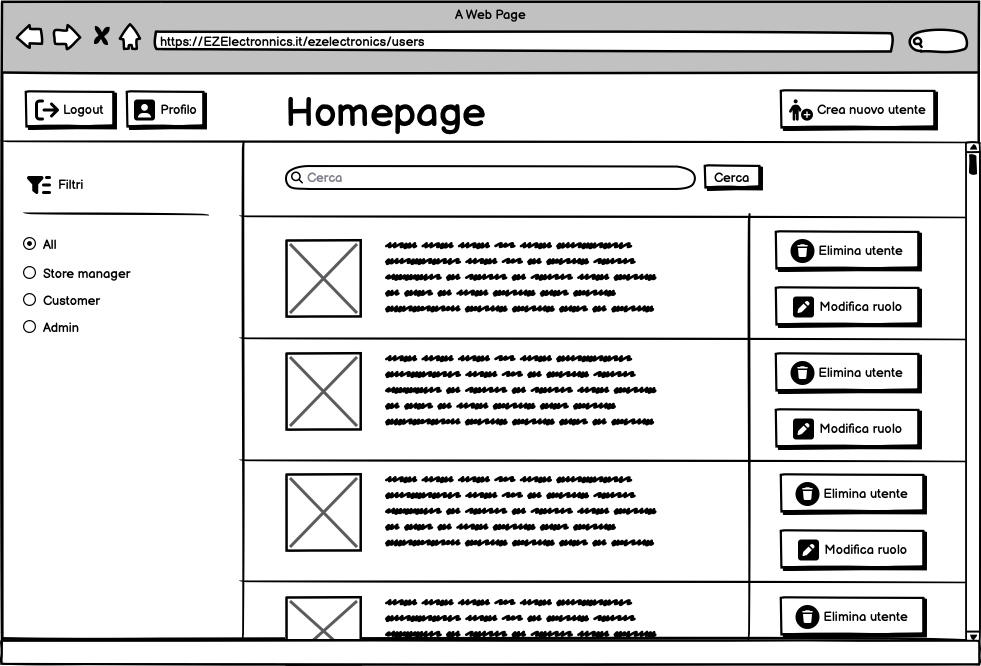 A Web Page
https://EZElectronnics.it/ezelectronics/users
Logout
Profilo
Homepage
Crea nuovo utente
Filtri
Cerca
Cerca
All
Store manager
Customer
Admin
Elimina utente
Modifica ruolo
Elimina utente
Modifica ruolo
Elimina utente
Modifica ruolo
Elimina utente